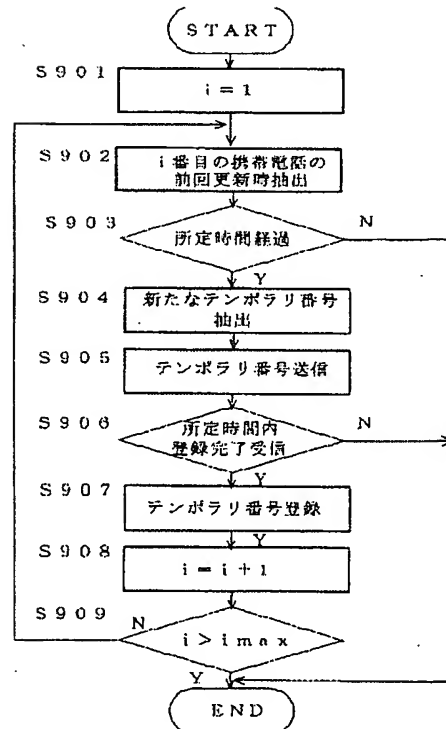 START
S901
i=1
S902
i番目の携帯電話の
前回更新時抽出
S903
所定時間経過
N
Y
S904
新たなテンポラリ番号
抽出
S905
テンポラリ番号送信
S906
所定時間内
登録完了受信
N
Y
S907
テンポラリ番号登録
Y
S908
i=i+1
S909
N
i>imax
Y
END